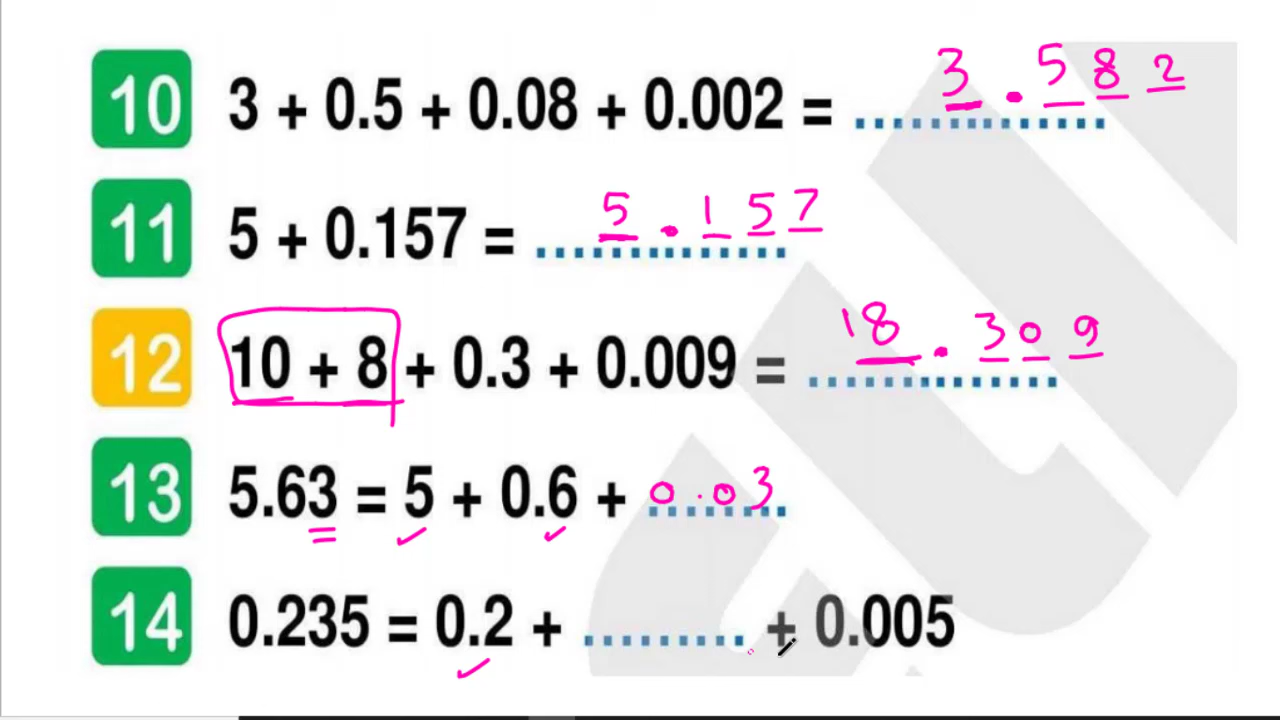 10 3 + 0.5 + 0.08 + 0.002 = 3.582
11 5 + 0.157 = 5.157
12 10 + 8 + 0.3 + 0.009 = 18.309
13 5.63 = 5 + 0.6 + 0.03
14 0.235 = 0.2 + ......... + 0.005